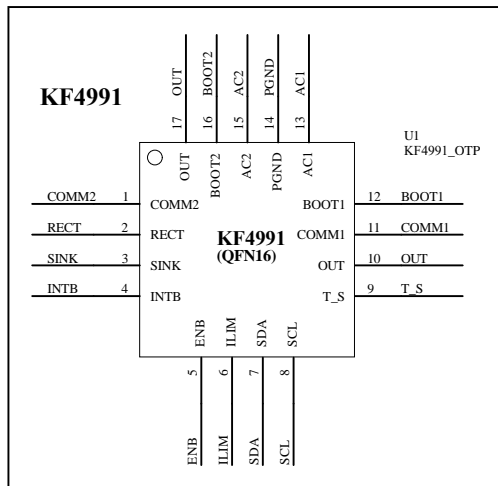 KF4991
OUT
BOOT2
AC2
PGND
AC1
17
16
15
14
13
U1
KF4991_OTP
OUT
BOOT2
AC2
PGND
AC1
COMM2 1 COMM2
BOOT1 12 BOOT1
RECT 2 RECT
COMM1 11 COMM1
KF4991
(QFN16)
SINK 3 SINK
OUT 10 OUT
INTB 4 INTB
T_S 9 T_S
ENB
ILIM
SDA
SCL
5
6
7
8
ENB
ILIM
SDA
SCL